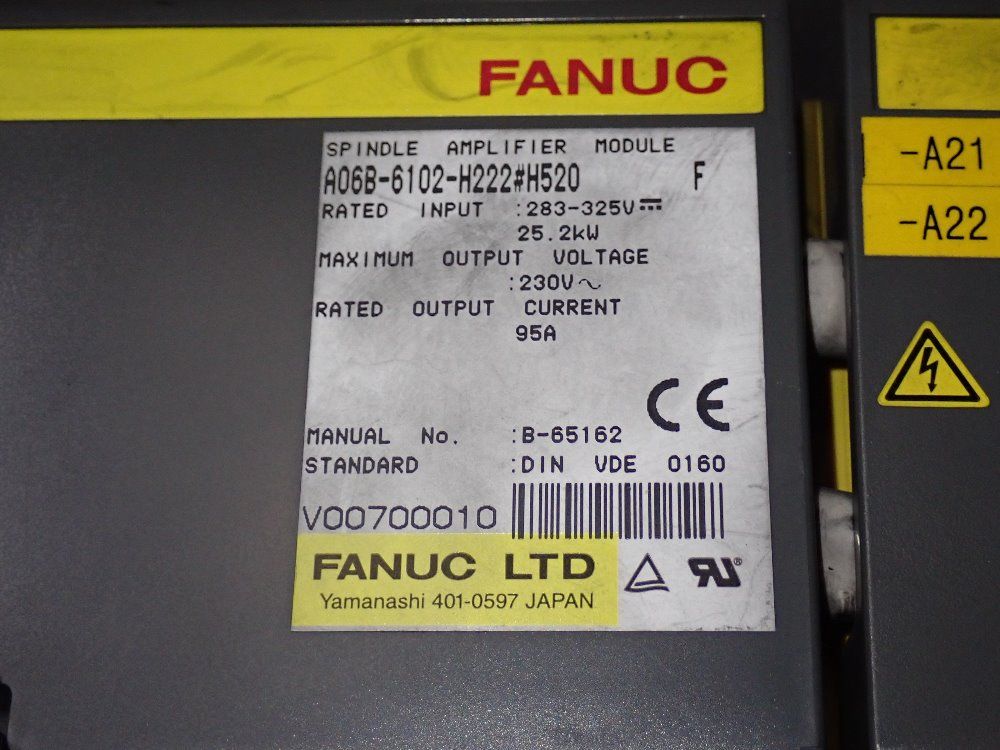 FANUC
SPINDLE AMPLIFIER MODULE
A06B-6102-H222#H520 F
RATED INPUT :283-325V⎓
25.2kW
MAXIMUM OUTPUT VOLTAGE
:230V~
RATED OUTPUT CURRENT
95A
CE
MANUAL No. :B-65162
STANDARD :DIN VDE 0160
V00700010
FANUC LTD
Yamanashi 401-0597 JAPAN
RU®
-A21
-A22